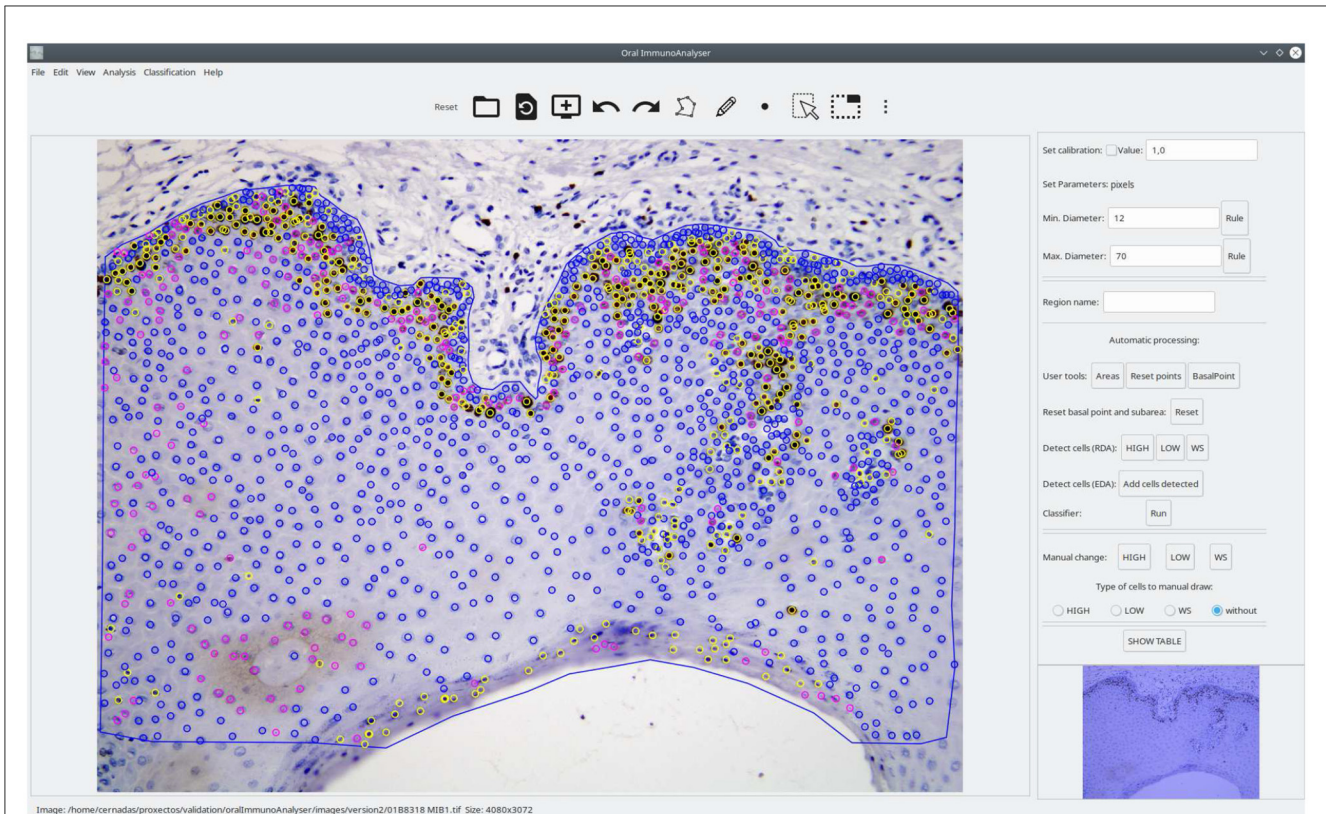 Oral ImmunoAnalyser
File Edit View Analysis Classification Help
Reset
Set calibration: Value: 1,0
Set Parameters: pixels
Min. Diameter: 12 Rule
Max. Diameter: 70 Rule
Region name:
Automatic processing:
User tools: Areas Reset points BasalPoint
Reset basal point and subarea: Reset
Detect cells (RDA): HIGH LOW WS
Detect cells (EDA): Add cells detected
Classifier: Run
Manual change: HIGH LOW WS
Type of cells to manual draw:
HIGH LOW WS without
SHOW TABLE
Image: /home/cernadas/proxectos/validation/oralImmunoAnalyser/images/version2/01B8318 MIB1.tif Size: 4080x3072